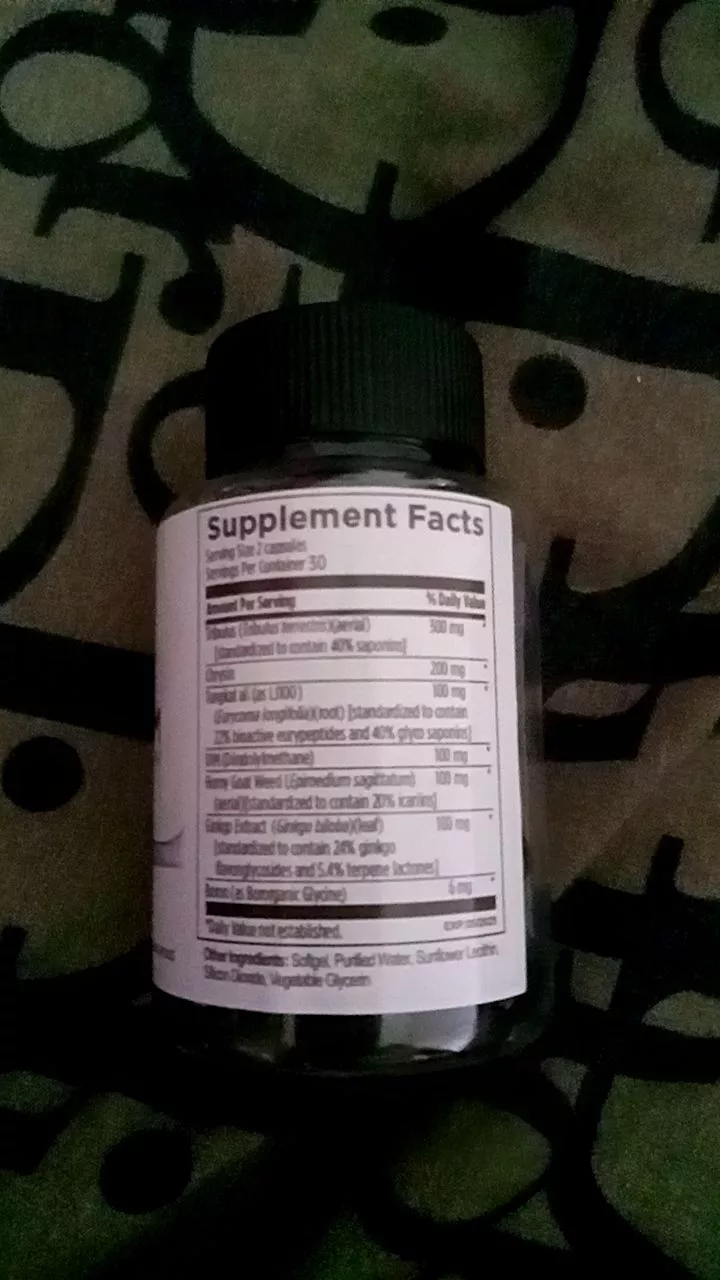 Supplement Facts
Serving Size 2 capsules
Servings Per Container 30
Amount Per Serving % Daily Value
Tribulus (Tribulus terrestris)(aerial) 500 mg *
[standardized to contain 40% saponins]
Chrysin 200 mg *
Tongkat ali (as LJ100) 100 mg *
(Eurycoma longifolia)(root) [standardized to contain
22% bioactive eurypeptides and 40% glyco saponins]
DIM (Diindolylmethane) 100 mg *
Horny Goat Weed (Epimedium sagittatum) 100 mg *
(aerial)[standardized to contain 20% icariins]
Ginkgo Extract (Ginkgo biloba)(leaf) 100 mg *
[standardized to contain 24% ginkgo
flavonglycosides and 5.4% terpene lactones]
Boron (as Bororganic Glycine) 6 mg *
*Daily Value not established.
Other Ingredients: Softgel, Purified Water, Sunflower Lecithin,
Silicon Dioxide, Vegetable Glycerin